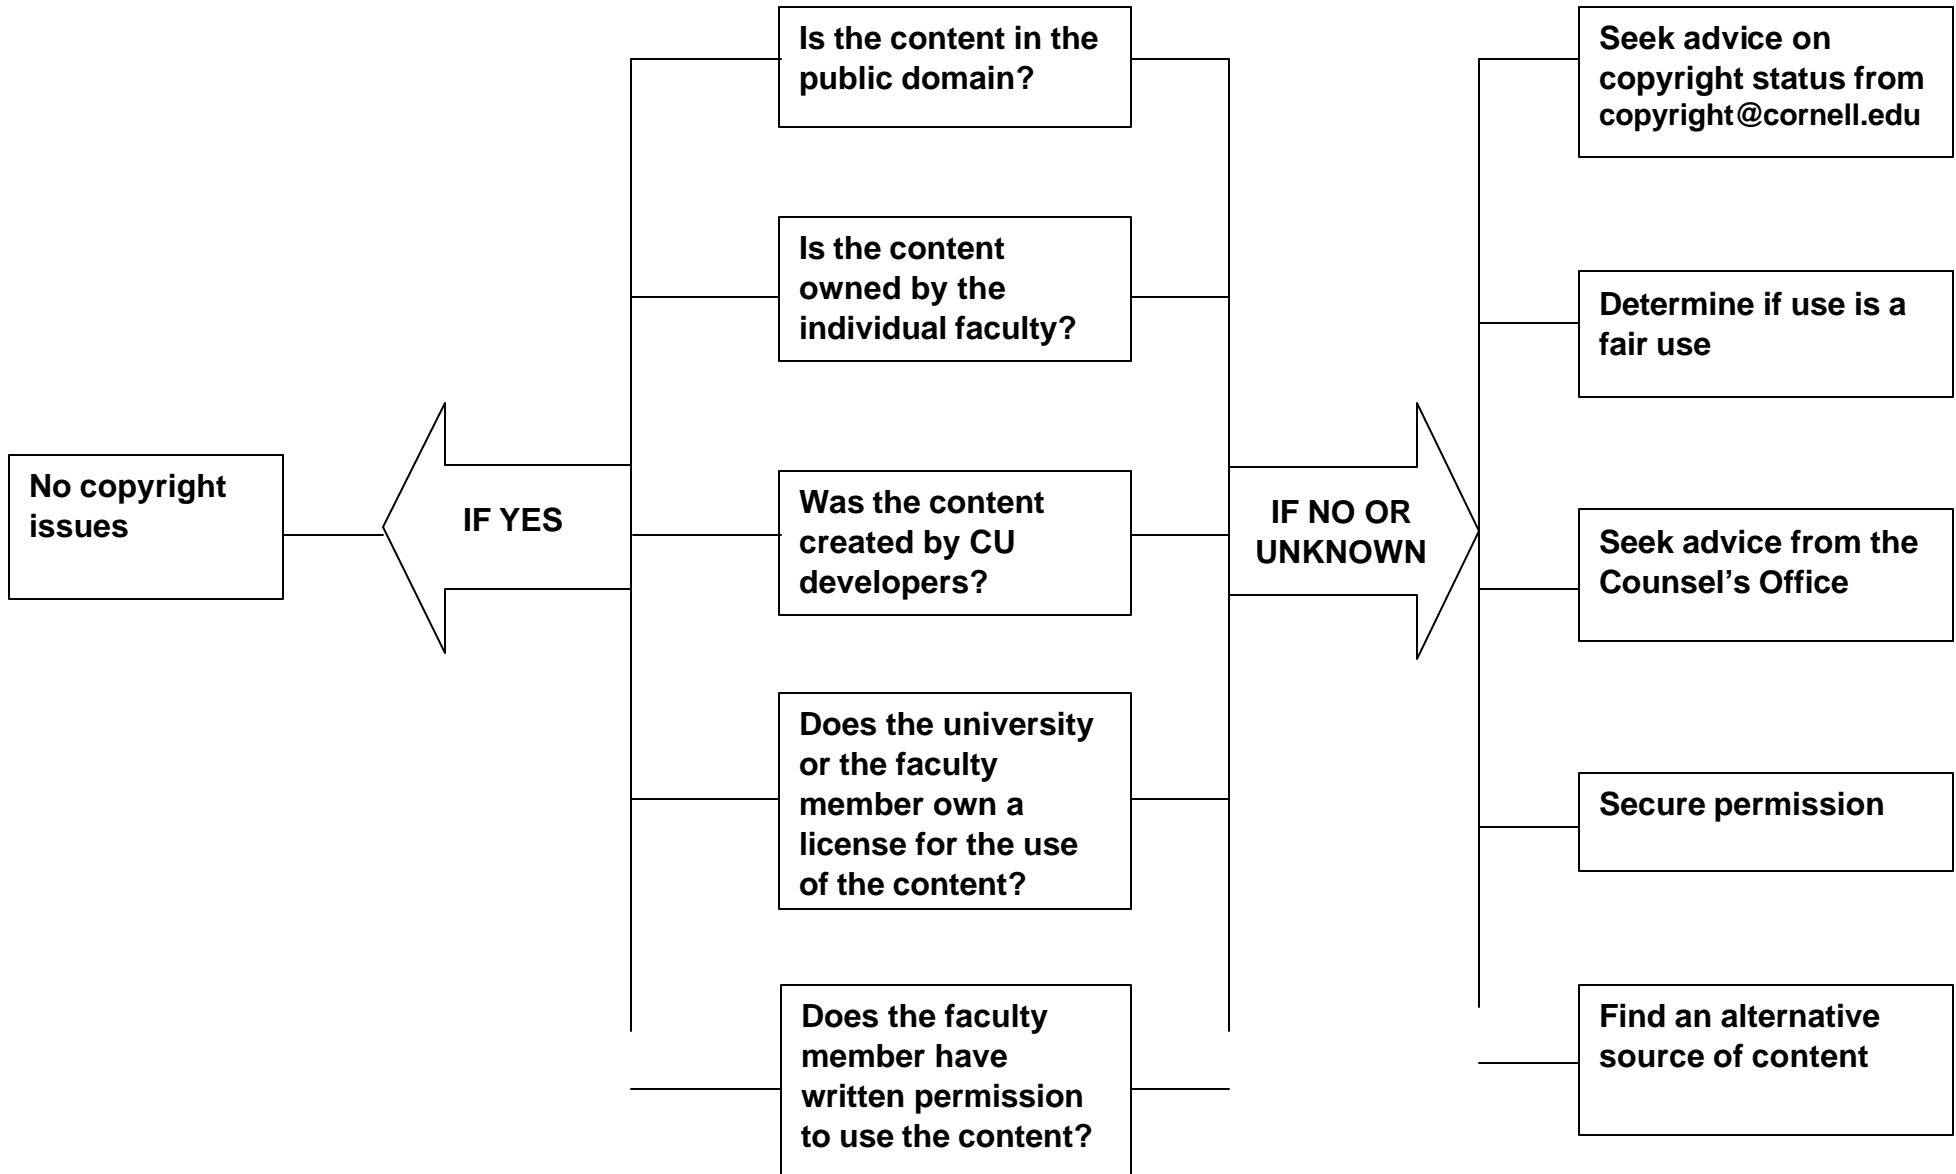 No copyright
issues
IF YES
Is the content in the
public domain?
Is the content
owned by the
individual faculty?
Was the content
created by CU
developers?
Does the university
or the faculty
member own a
license for the use
of the content?
Does the faculty
member have
written permission
to use the content?
IF NO OR
UNKNOWN
Seek advice on
copyright status from
copyright@cornell.edu
Determine if use is a
fair use
Seek advice from the
Counsel’s Office
Secure permission
Find an alternative
source of content